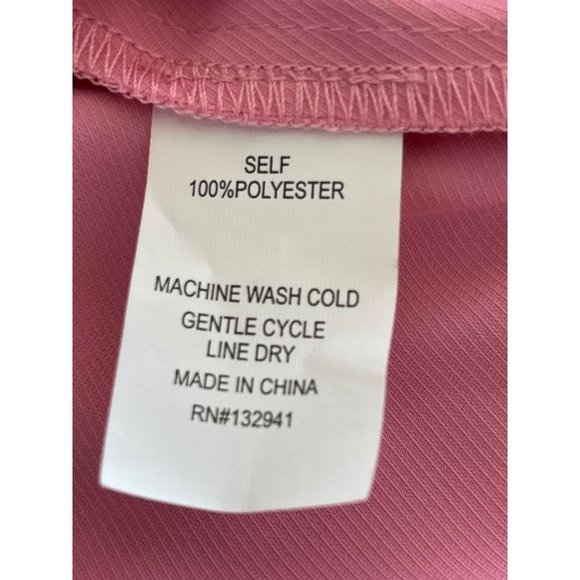 SELF
100%POLYESTER
MACHINE WASH COLD
GENTLE CYCLE
LINE DRY
MADE IN CHINA
RN#132941